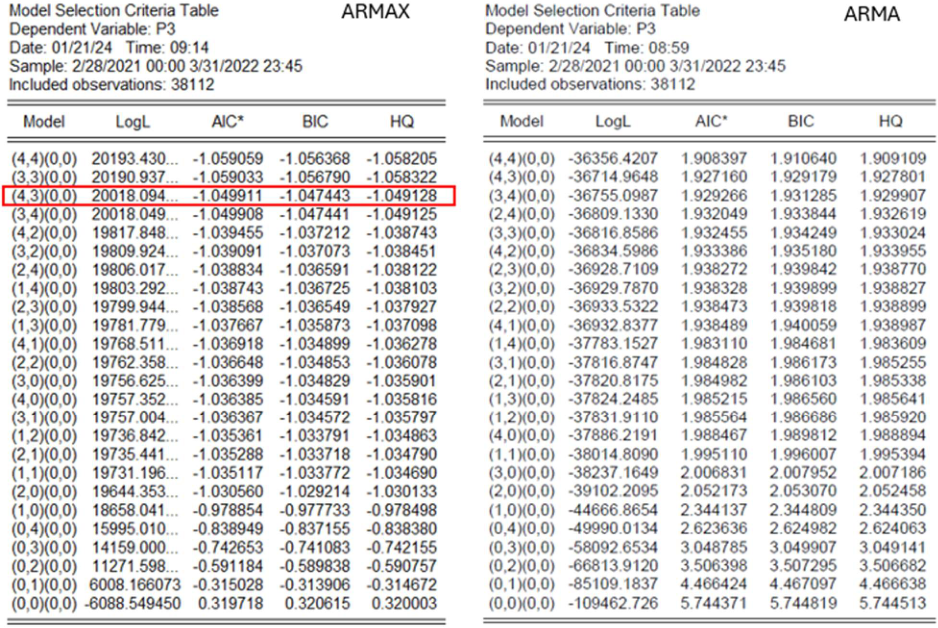 Model Selection Criteria Table
ARMAX
Dependent Variable: P3
Date: 01/21/24 Time: 09:14
Sample: 2/28/2021 00:00 3/31/2022 23:45
Included observations: 38112
Model LogL AIC* BIC HQ
(4,4)(0,0) 20193.430... -1.059059 -1.056368 -1.058205
(3,3)(0,0) 20190.937... -1.059033 -1.056790 -1.058322
(4,3)(0,0) 20018.094... -1.049911 -1.047443 -1.049128
(3,4)(0,0) 20018.049... -1.049908 -1.047441 -1.049125
(4,2)(0,0) 19817.848... -1.039455 -1.037212 -1.038743
(3,2)(0,0) 19809.924... -1.039091 -1.037073 -1.038451
(2,4)(0,0) 19806.017... -1.038834 -1.036591 -1.038122
(1,4)(0,0) 19803.292... -1.038743 -1.036725 -1.038103
(2,3)(0,0) 19799.944... -1.038568 -1.036549 -1.037927
(1,3)(0,0) 19781.779... -1.037667 -1.035873 -1.037098
(4,1)(0,0) 19768.511... -1.036918 -1.034899 -1.036278
(2,2)(0,0) 19762.358... -1.036648 -1.034853 -1.036078
(3,0)(0,0) 19756.625... -1.036399 -1.034829 -1.035901
(4,0)(0,0) 19757.352... -1.036385 -1.034591 -1.035816
(3,1)(0,0) 19757.004... -1.036367 -1.034572 -1.035797
(1,2)(0,0) 19736.842... -1.035361 -1.033791 -1.034863
(2,1)(0,0) 19735.441... -1.035288 -1.033718 -1.034790
(1,1)(0,0) 19731.196... -1.035117 -1.033772 -1.034690
(2,0)(0,0) 19644.353... -1.030560 -1.029214 -1.030133
(1,0)(0,0) 18658.041... -0.978854 -0.977733 -0.978498
(0,4)(0,0) 15995.010... -0.838949 -0.837155 -0.838380
(0,3)(0,0) 14159.000... -0.742653 -0.741083 -0.742155
(0,2)(0,0) 11271.598... -0.591184 -0.589838 -0.590757
(0,1)(0,0) 6008.166073 -0.315028 -0.313906 -0.314672
(0,0)(0,0) -6088.549450 0.319718 0.320615 0.320003
Model Selection Criteria Table
ARMA
Dependent Variable: P3
Date: 01/21/24 Time: 08:59
Sample: 2/28/2021 00:00 3/31/2022 23:45
Included observations: 38112
Model LogL AIC* BIC HQ
(4,4)(0,0) -36356.4207 1.908397 1.910640 1.909109
(4,3)(0,0) -36714.9648 1.927160 1.929179 1.927801
(3,4)(0,0) -36755.0987 1.929266 1.931285 1.929907
(2,4)(0,0) -36809.1330 1.932049 1.933844 1.932619
(3,3)(0,0) -36816.8586 1.932455 1.934249 1.933024
(4,2)(0,0) -36834.5986 1.933386 1.935180 1.933955
(2,3)(0,0) -36928.7109 1.938272 1.939842 1.938770
(3,2)(0,0) -36929.7870 1.938328 1.939899 1.938827
(2,2)(0,0) -36933.5322 1.938473 1.939818 1.938899
(4,1)(0,0) -36932.8377 1.938489 1.940059 1.938987
(1,4)(0,0) -37783.1527 1.983110 1.984681 1.983609
(3,1)(0,0) -37816.8747 1.984828 1.986173 1.985255
(2,1)(0,0) -37820.8175 1.984982 1.986103 1.985338
(1,3)(0,0) -37824.2485 1.985215 1.986560 1.985641
(1,2)(0,0) -37831.9110 1.985564 1.986686 1.985920
(4,0)(0,0) -37886.2191 1.988467 1.989812 1.988894
(1,1)(0,0) -38014.8090 1.995110 1.996007 1.995394
(3,0)(0,0) -38237.1649 2.006831 2.007952 2.007186
(2,0)(0,0) -39102.2095 2.052173 2.053070 2.052458
(1,0)(0,0) -44666.8654 2.344137 2.344809 2.344350
(0,4)(0,0) -49990.0134 2.623636 2.624982 2.624063
(0,3)(0,0) -58092.6534 3.048785 3.049907 3.049141
(0,2)(0,0) -66813.9120 3.506398 3.507295 3.506682
(0,1)(0,0) -85109.1837 4.466424 4.467097 4.466638
(0,0)(0,0) -109462.726 5.744371 5.744819 5.744513